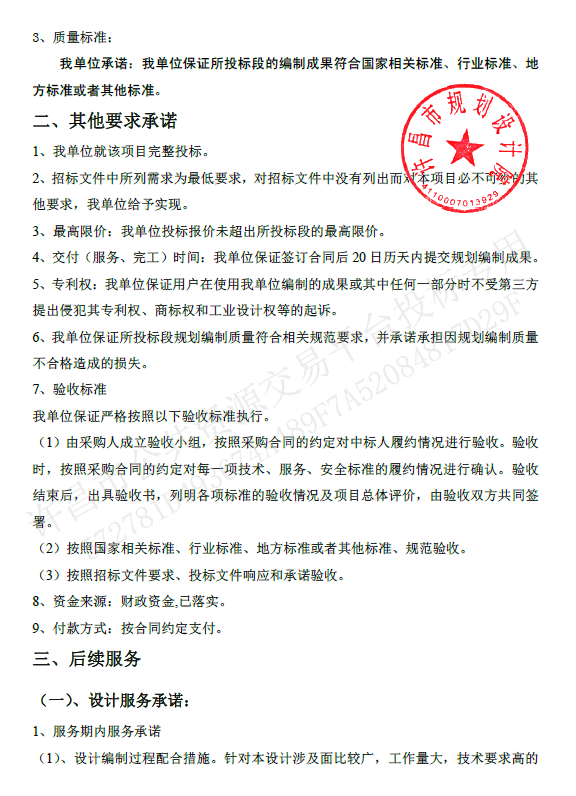 3、质量标准：
我单位承诺：我单位保证所投标段的编制成果符合国家相关标准、行业标准、地
方标准或者其他标准。
二、其他要求承诺
1、我单位就该项目完整投标。
2、招标文件中所列需求为最低要求，对招标文件中没有列出而对本项目必不可少的其
他要求，我单位给予实现。
3、最高限价：我单位投标报价未超出所投标段的最高限价。
4、交付（服务、完工）时间：我单位保证签订合同后 20 日历天内提交规划编制成果。
5、专利权：我单位保证用户在使用我单位编制的成果或其中任何一部分时不受第三方
提出侵犯其专利权、商标权和工业设计权等的起诉。
6、我单位保证所投标段规划编制质量符合相关规范要求，并承诺承担因规划编制质量
不合格造成的损失。
7、验收标准
我单位保证严格按照以下验收标准执行。
（1）由采购人成立验收小组，按照采购合同的约定对中标人履约情况进行验收。验收
时，按照采购合同的约定对每一项技术、服务、安全标准的履约情况进行确认。验收
结束后，出具验收书，列明各项标准的验收情况及项目总体评价，由验收双方共同签
署。
（2）按照国家相关标准、行业标准、地方标准或者其他标准、规范验收。
（3）按照招标文件要求、投标文件响应和承诺验收。
8、资金来源：财政资金,已落实。
9、付款方式：按合同约定支付。
三、后续服务
（一）、设计服务承诺：
1、服务期内服务承诺
（1）、设计编制过程配合措施。针对本设计涉及面比较广，工作量大，技术要求高的
许昌市规划设计院
4110007013929
许昌市公共资源交易平台投标专用